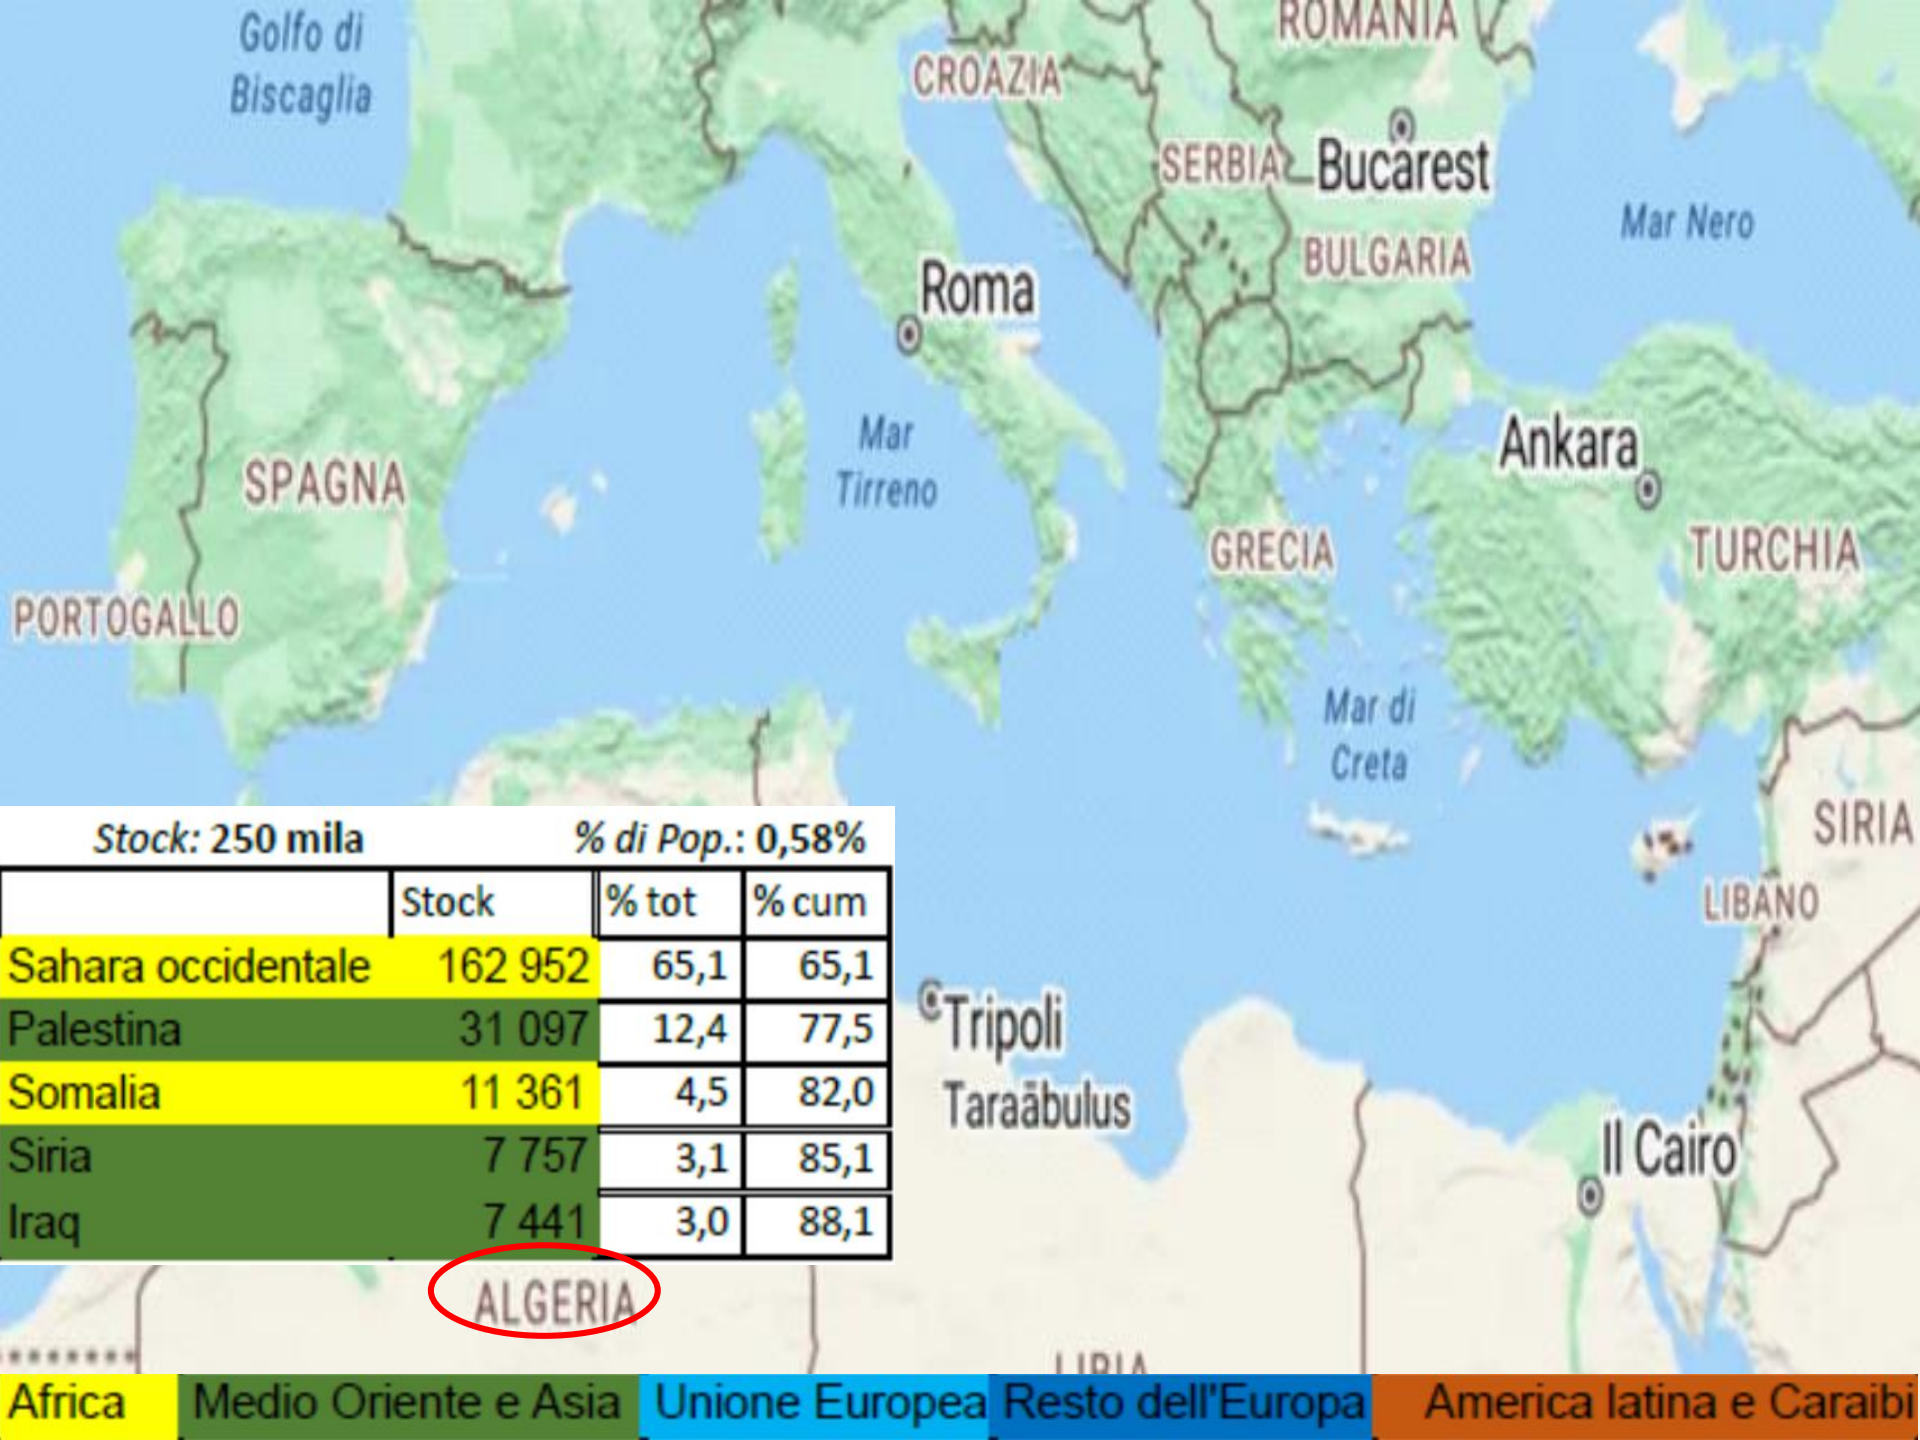 Golfo di
Biscaglia
ROMANIA
CROAZIA
SERBIA
Bucarest
Mar Nero
BULGARIA
Roma
Mar
Tirreno
Ankara
SPAGNA
GRECIA
TURCHIA
PORTOGALLO
Mar di
Creta
SIRIA
LIBANO
Stock: 250 mila % di Pop.: 0,58%
Stock % tot % cum
Sahara occidentale 162 952 65,1 65,1
Palestina 31 097 12,4 77,5
Somalia 11 361 4,5 82,0
Siria 7 757 3,1 85,1
Iraq 7 441 3,0 88,1
Tripoli
Taraābulus
Il Cairo
ALGERIA
LIBIA
Africa Medio Oriente e Asia Unione Europea Resto dell'Europa America latina e Caraibi